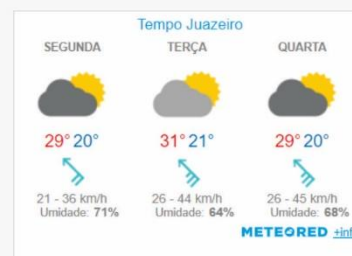 Tempo Juazeiro
SEGUNDA TERÇA QUARTA
29° 20° 31° 21° 29° 20°
21 - 36 km/h 26 - 44 km/h 26 - 45 km/h
Umidade: 71% Umidade: 64% Umidade: 68%
METEORED